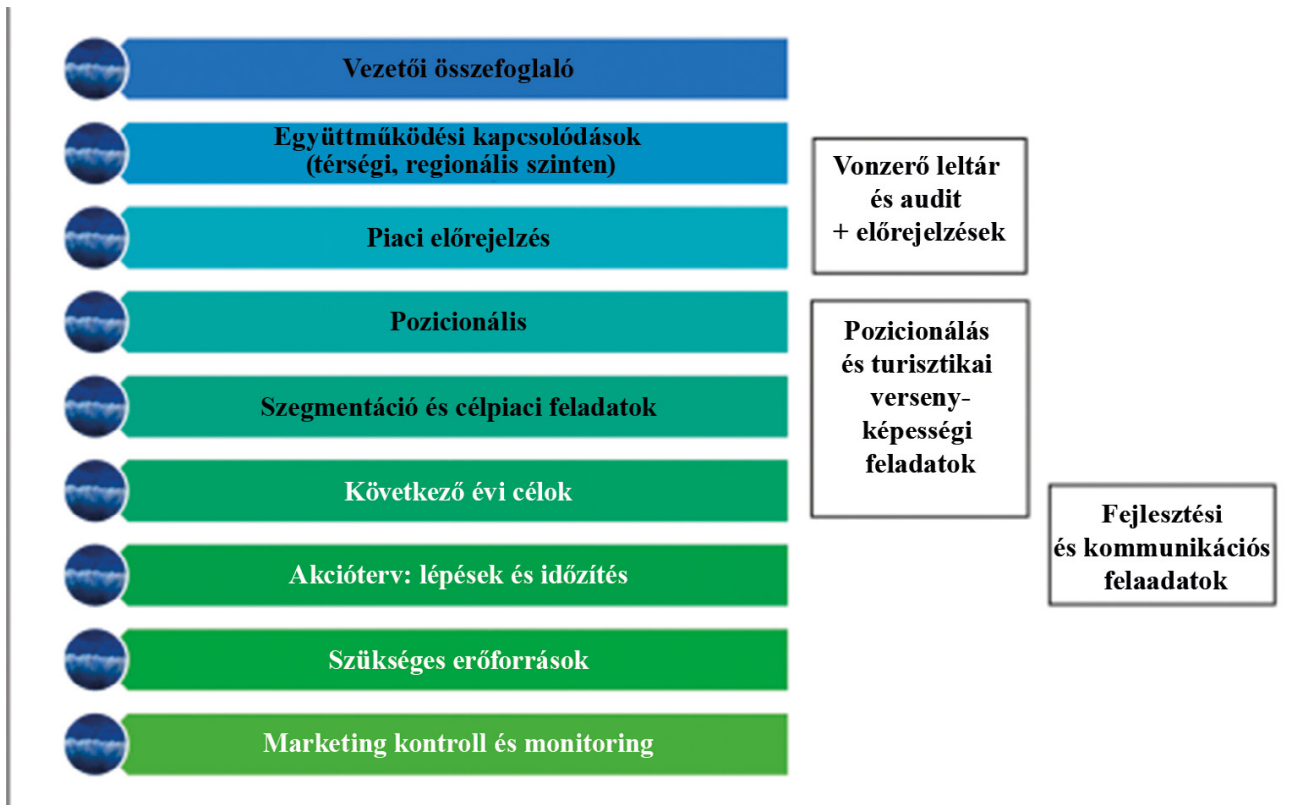 Vezetői összefoglaló
Együttműködési kapcsolódások
(térségi, regionális szinten)
Piaci előrejelzés
Pozicionális
Szegmentáció és célpiaci feladatok
Következő évi célok
Akcióterv: lépések és időzítés
Szükséges erőforrások
Marketing kontroll és monitoring
Vonzerő leltár
és audit
+ előrejelzések
Pozicionálás
és turisztikai
verseny-
képességi
feladatok
Fejlesztési
és kommunikációs
felaadatok